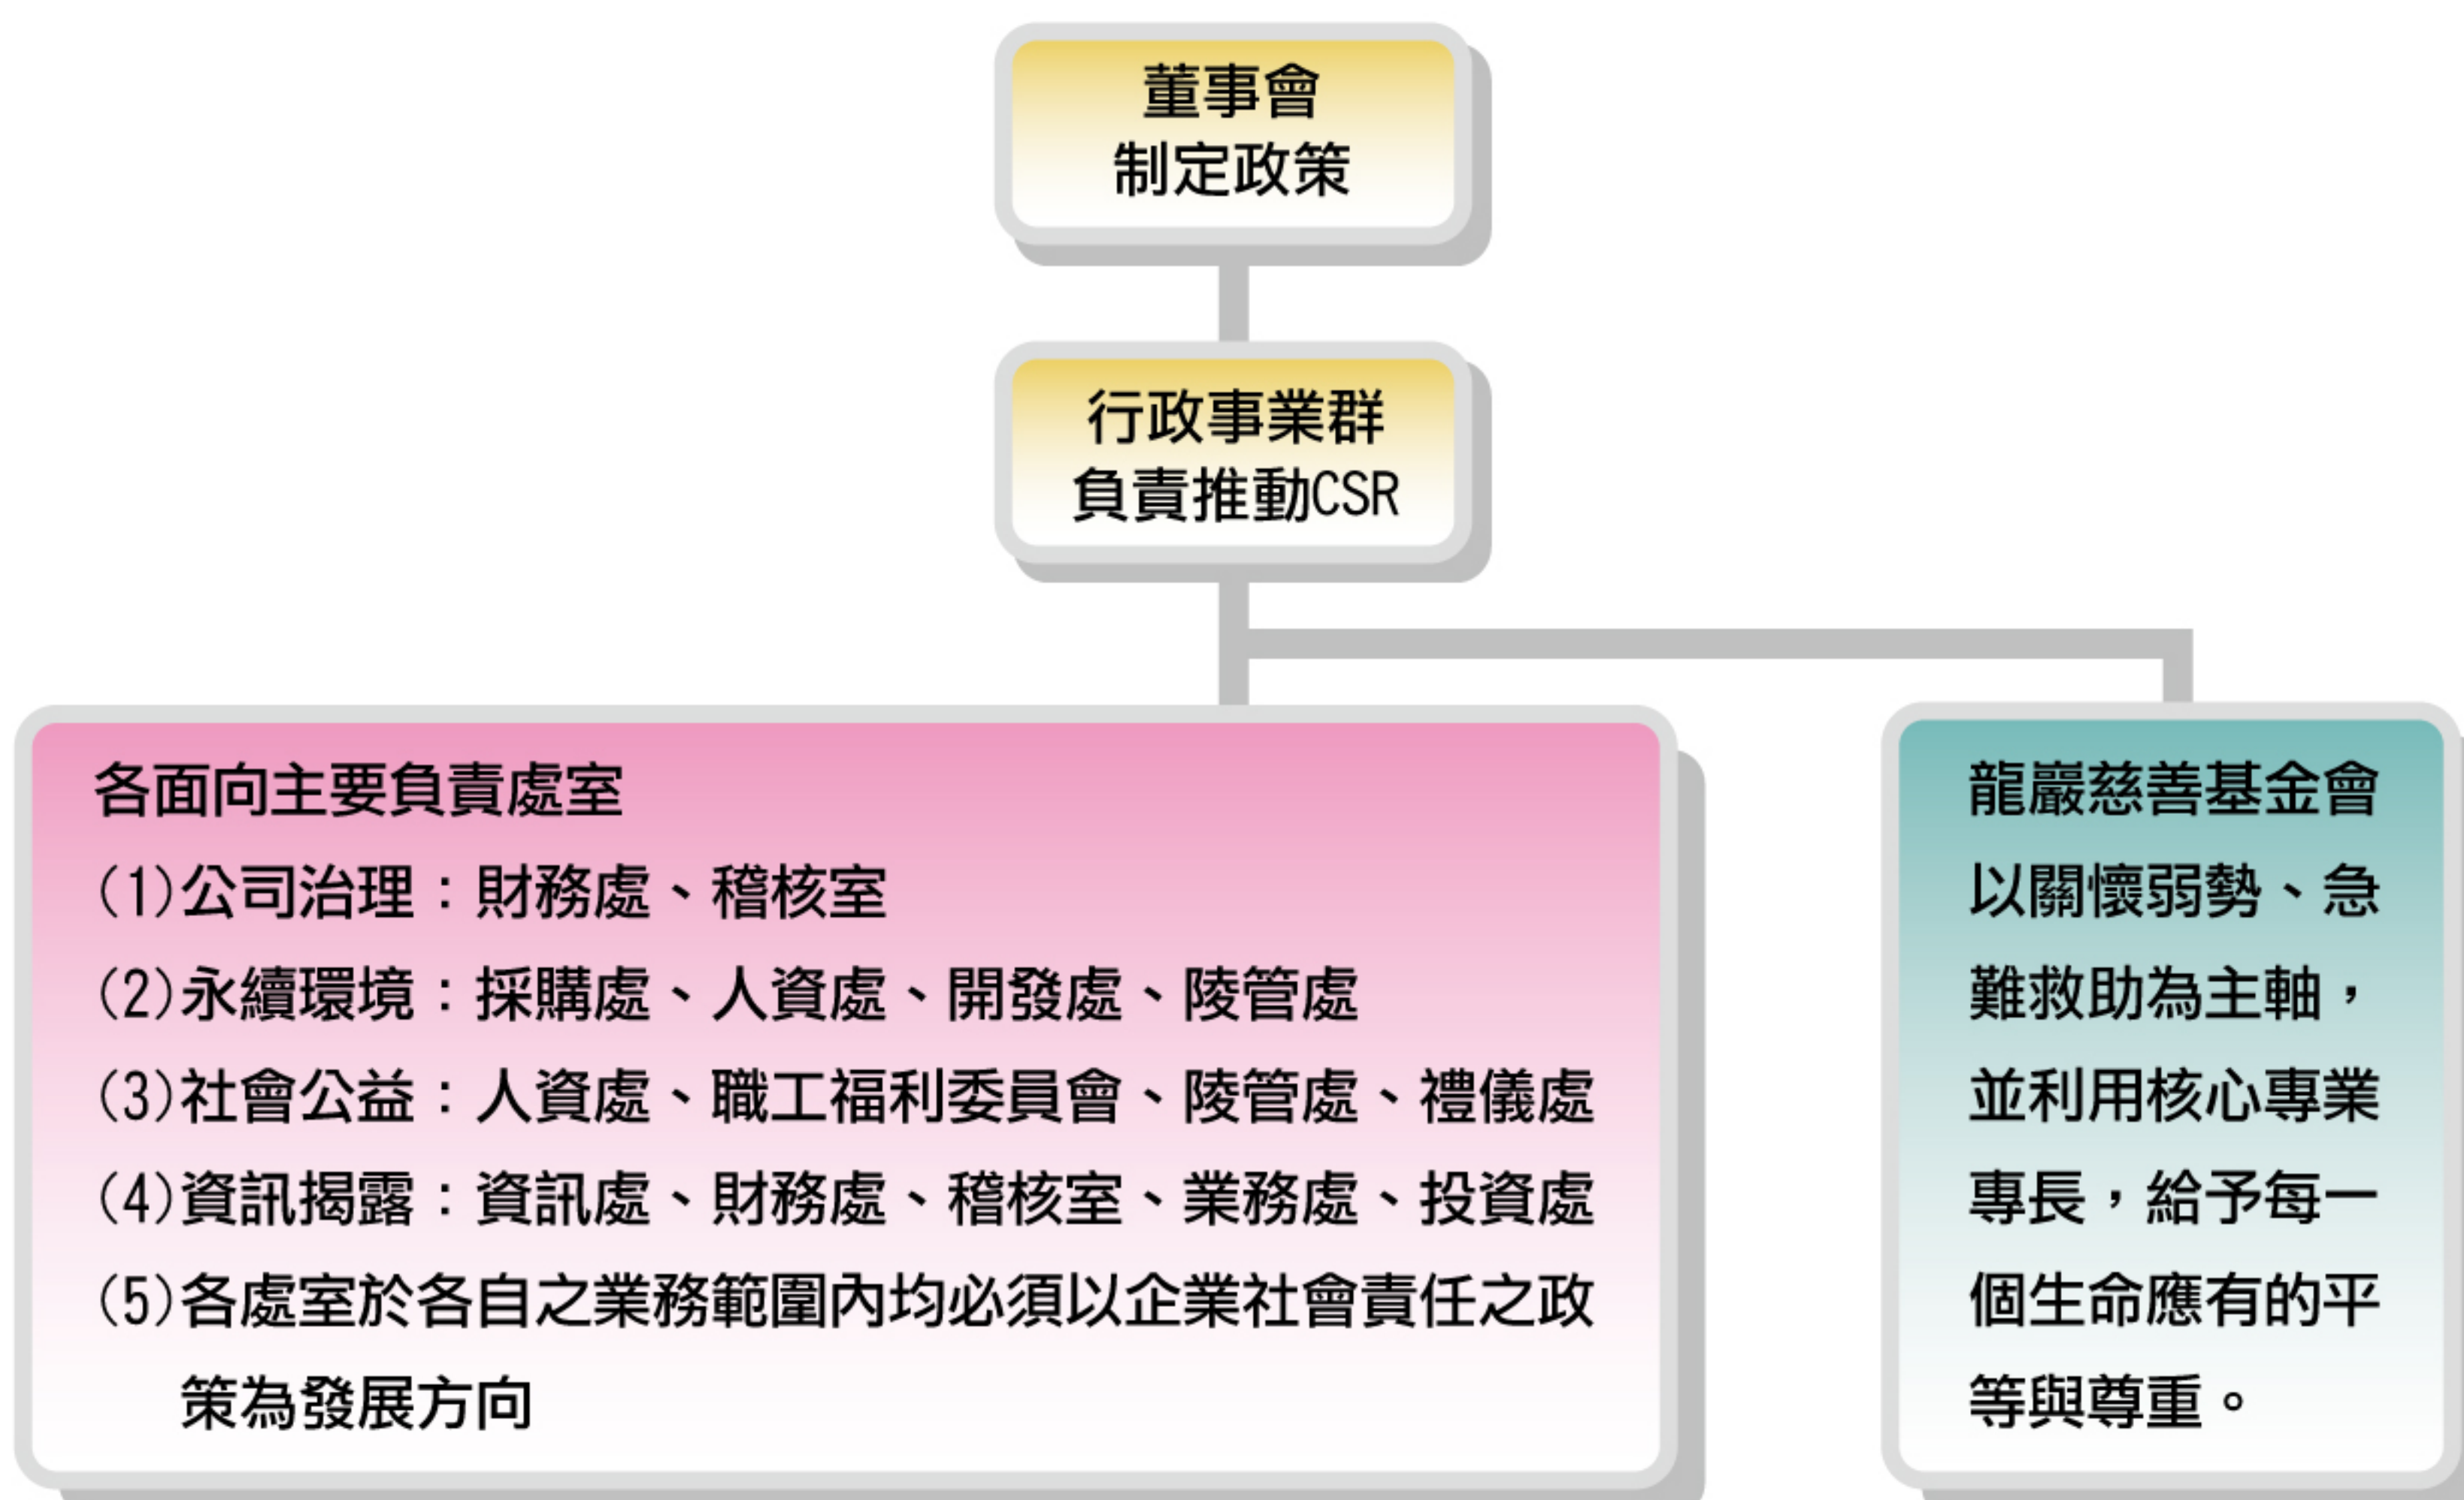 董事會
制定政策
行政事業群
負責推動CSR
各面向主要負責處室
(1)公司治理：財務處、稽核室
(2)永續環境：採購處、人資處、開發處、陵管處
(3)社會公益：人資處、職工福利委員會、陵管處、禮儀處
(4)資訊揭露：資訊處、財務處、稽核室、業務處、投資處
(5)各處室於各自之業務範圍內均必須以企業社會責任之政
策為發展方向
龍巖慈善基金會
以關懷弱勢、急
難救助為主軸，
並利用核心專業
專長，給予每一
個生命應有的平
等與尊重。